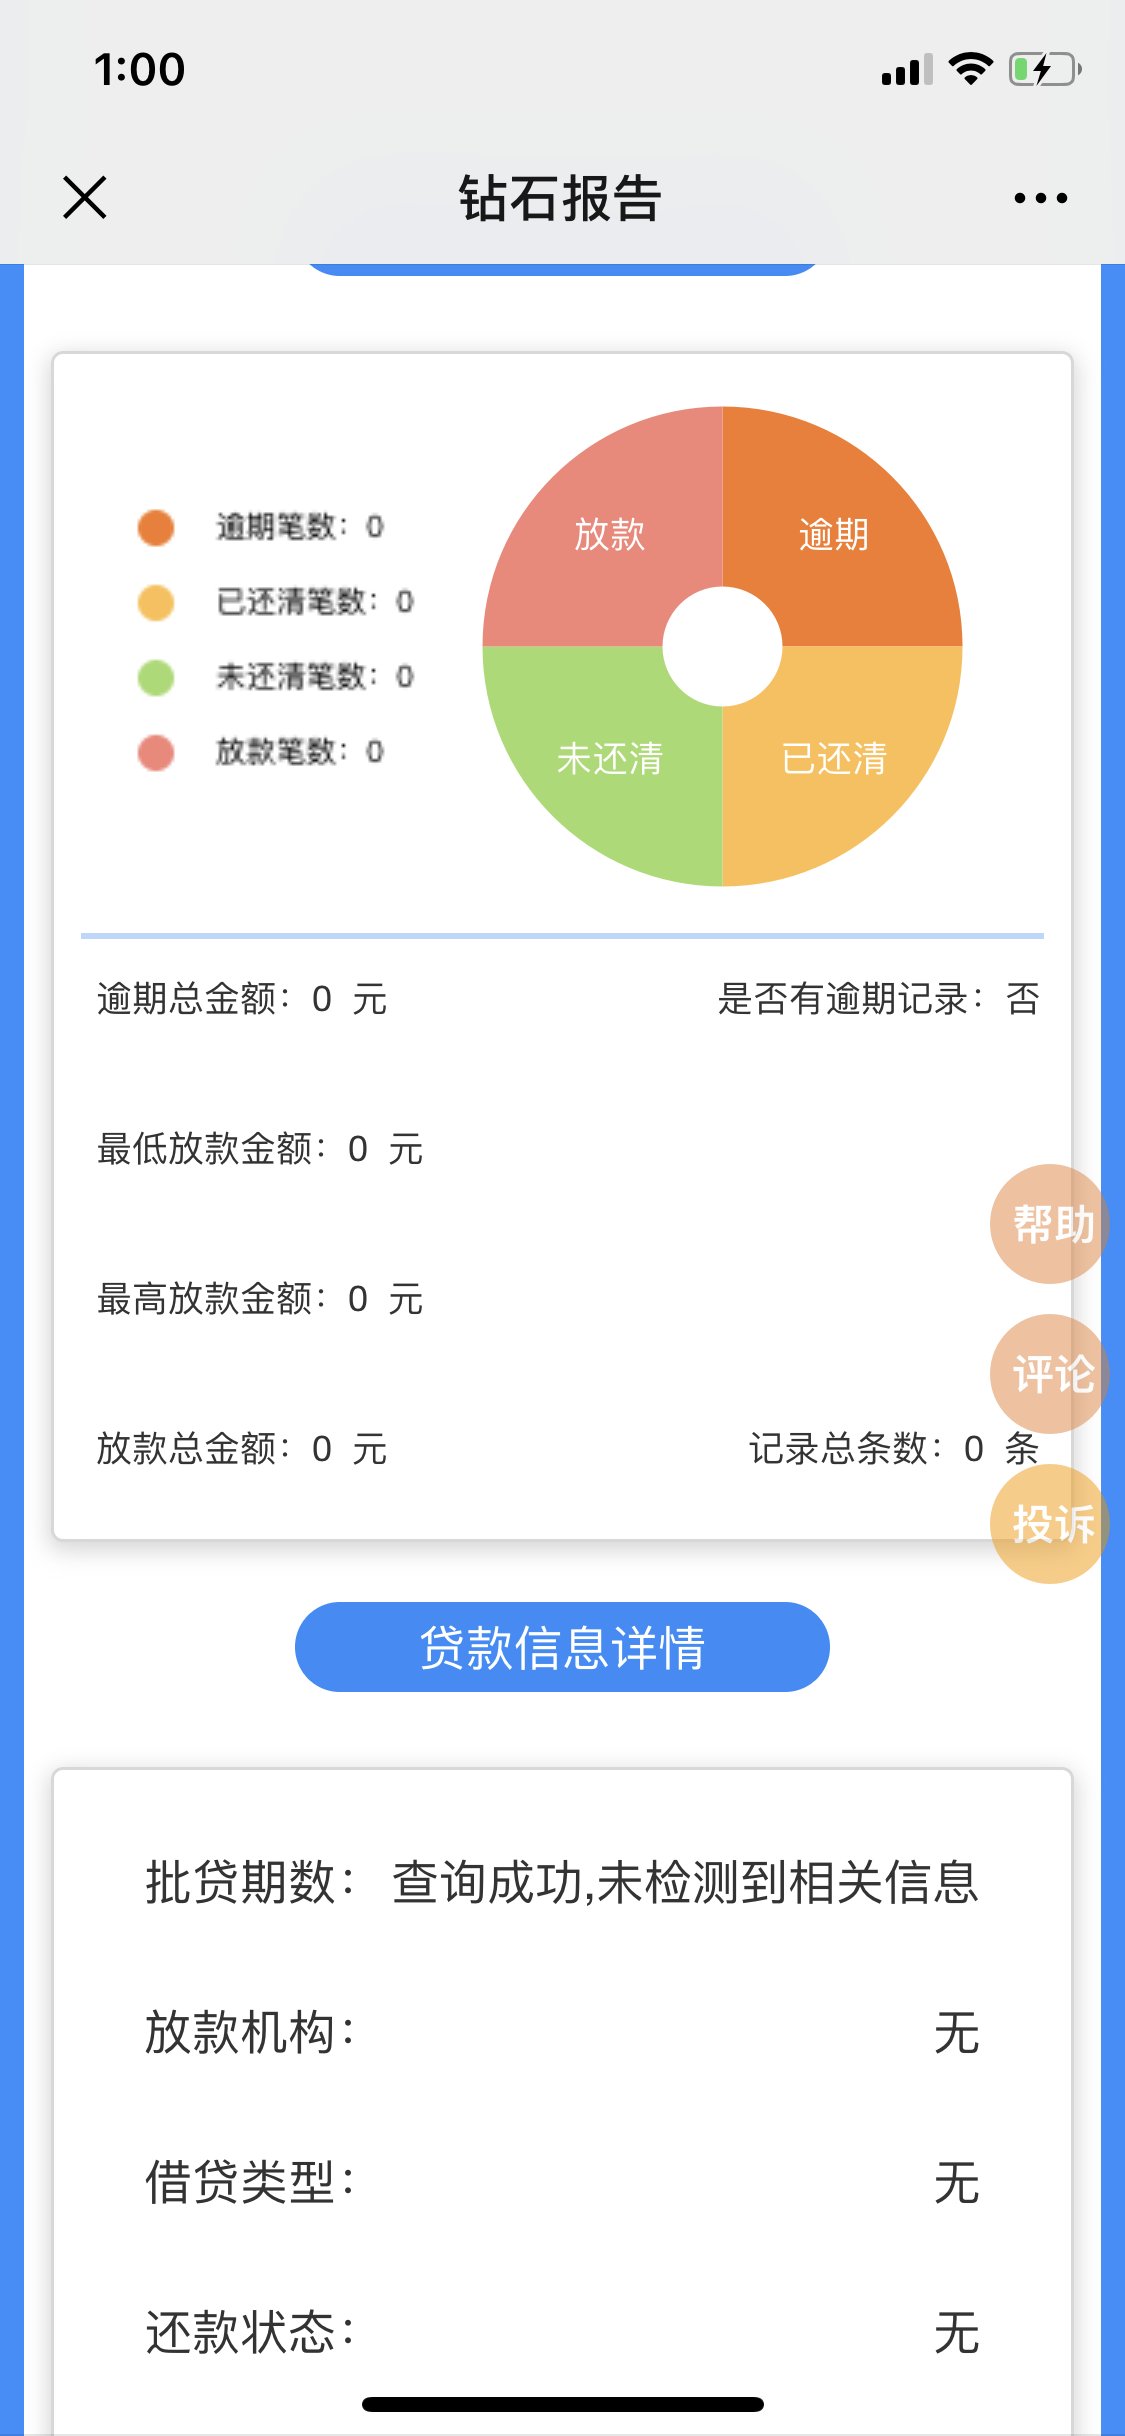 1:00
钻石报告
逾期笔数：0
已还清笔数：0
未还清笔数：0
放款笔数：0
放款
逾期
未还清
已还清
逾期总金额：0 元
是否有逾期记录：否
最低放款金额：0 元
帮助
最高放款金额：0 元
评论
放款总金额：0 元
记录总条数：0 条
投诉
贷款信息详情
批贷期数：
查询成功,未检测到相关信息
放款机构：
无
借贷类型：
无
还款状态：
无